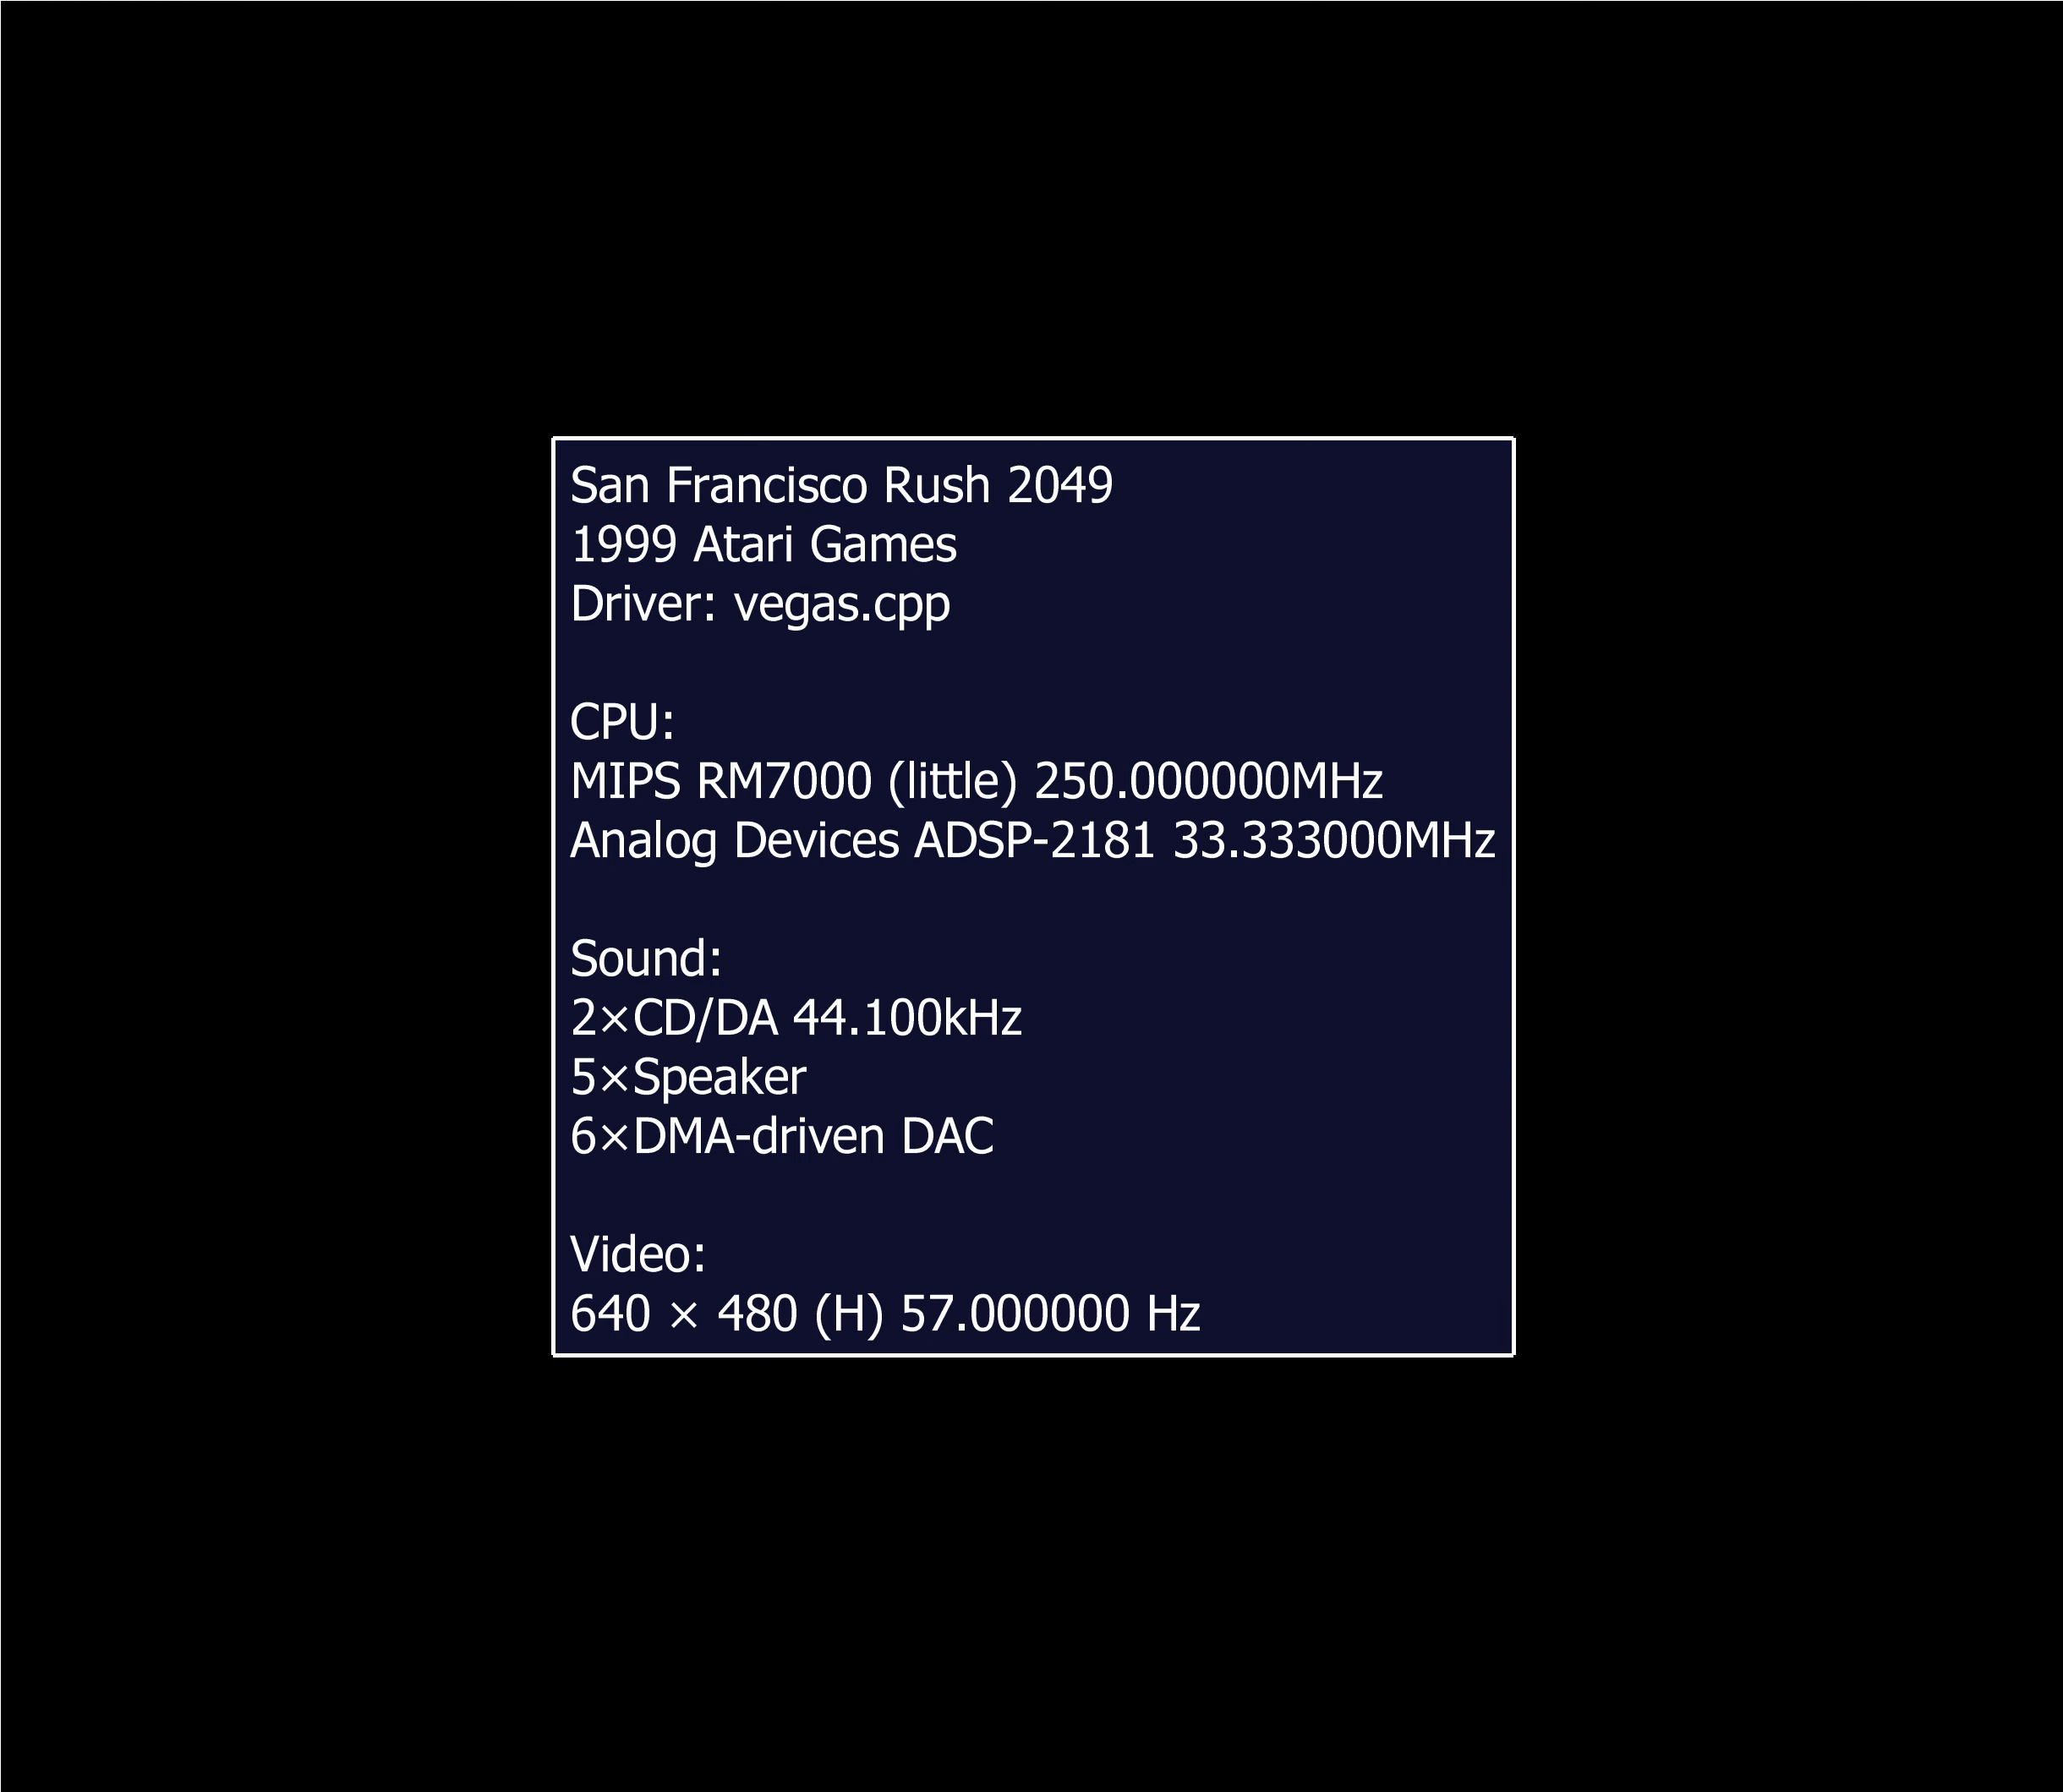 San Francisco Rush 2049
1999 Atari Games
Driver: vegas.cpp
CPU:
MIPS RM7000 (little) 250.000000MHz
Analog Devices ADSP-2181 33.333000MHz
Sound:
2×CD/DA 44.100kHz
5×Speaker
6×DMA-driven DAC
Video:
640 × 480 (H) 57.000000 Hz